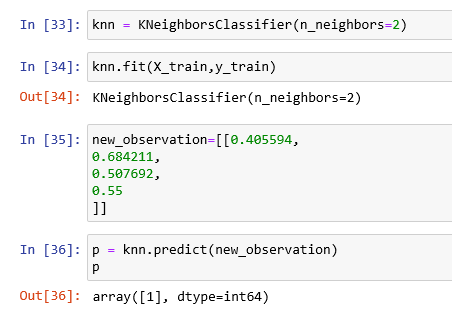 In [33]: knn = KNeighborsClassifier(n_neighbors=2)
In [34]: knn.fit(X_train,y_train)
Out[34]: KNeighborsClassifier(n_neighbors=2)
In [35]: new_observation=[[0.405594,
0.684211,
0.507692,
0.55
]]
In [36]: p = knn.predict(new_observation)
p
Out[36]: array([1], dtype=int64)